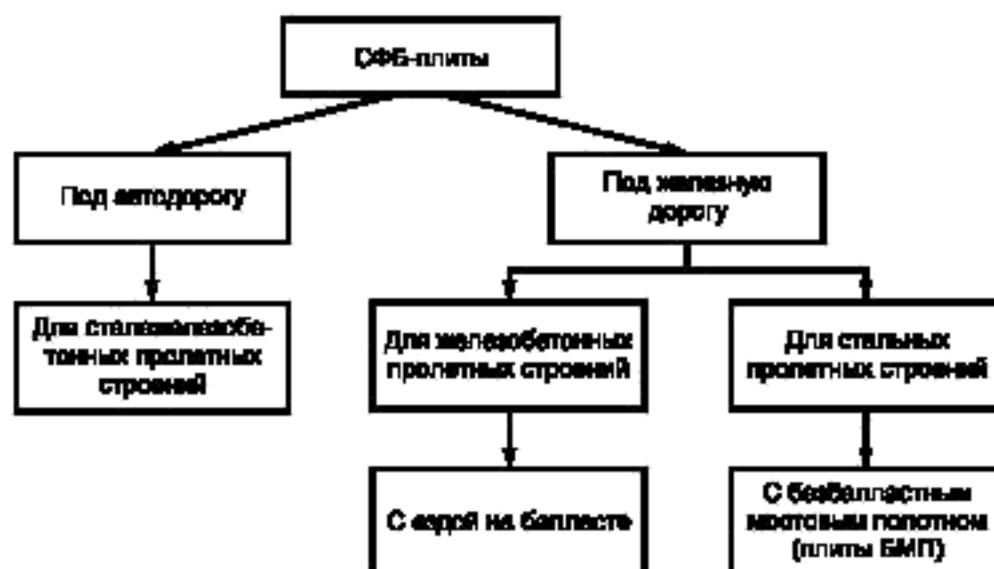 СФБ-плиты
Под автодорогу
Под железную
дорогу
Для сталежелезобе-
тонных пролетных
строений
Для железобетонных
пролетных строений
Для стальных
пролетных строений
С ездой на балласте
С безбалластным
мостовым полотном
(плиты БМП)